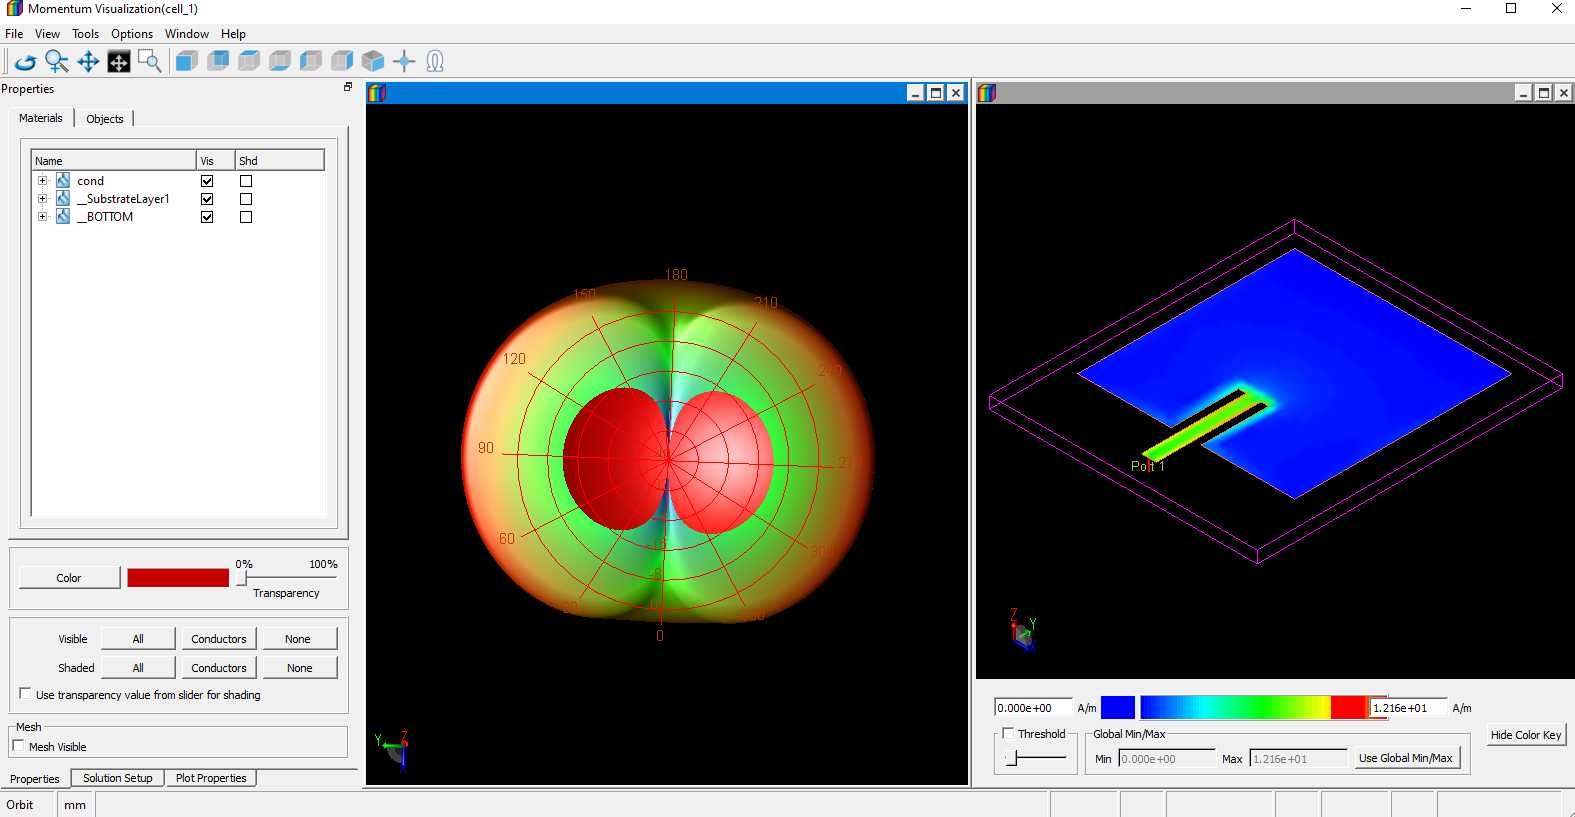 Momentum Visualization(cell_1)
File View Tools Options Window Help
Properties
Materials Objects
Name Vis Shd
cond
__SubstrateLayer1
__BOTTOM
Color
0% 100%
Transparency
Visible All Conductors None
Shaded All Conductors None
Use transparency value from slider for shading
Mesh
Mesh Visible
Properties Solution Setup Plot Properties
Orbit mm
180
150 210
120 240
90
60 300
30
0
Y Z
X
Port 1
Z
Y
X
0.000e+00 A/m 1.216e+01 A/m
Threshold
Global Min/Max
Min 0.000e+00 Max 1.216e+01 Use Global Min/Max
Hide Color Key